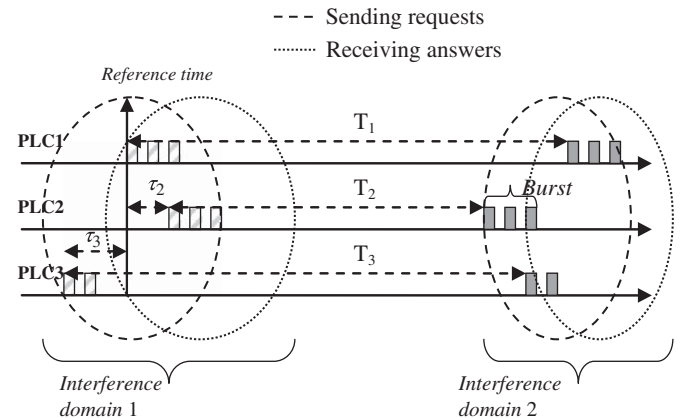 Sending requests
Receiving answers
Reference time
PLC1
T1
τ2
PLC2
T2
Burst
τ3
PLC3
T3
Interference
domain 1
Interference
domain 2